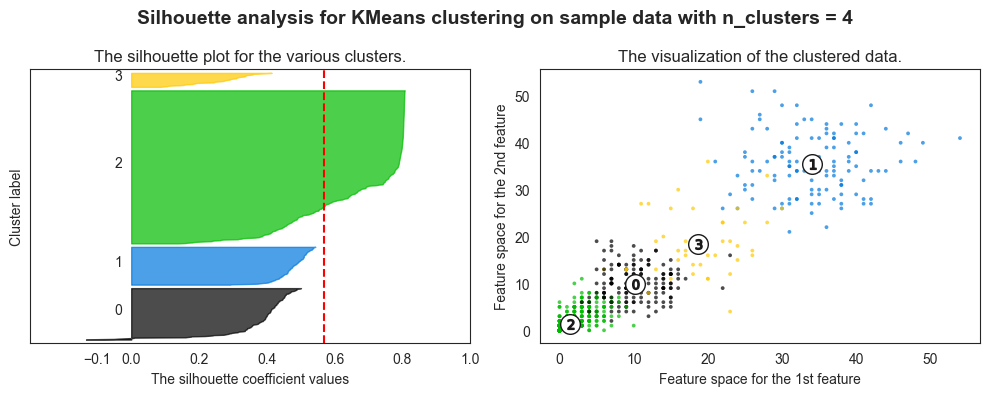 Silhouette analysis for KMeans clustering on sample data with n_clusters = 4
The silhouette plot for the various clusters.
3
2
1
0
Cluster label
−0.1 0.0 0.2 0.4 0.6 0.8 1.0
The silhouette coefficient values
The visualization of the clustered data.
50
40
30
20
10
0
Feature space for the 2nd feature
1
3
0
2
0 10 20 30 40 50
Feature space for the 1st feature